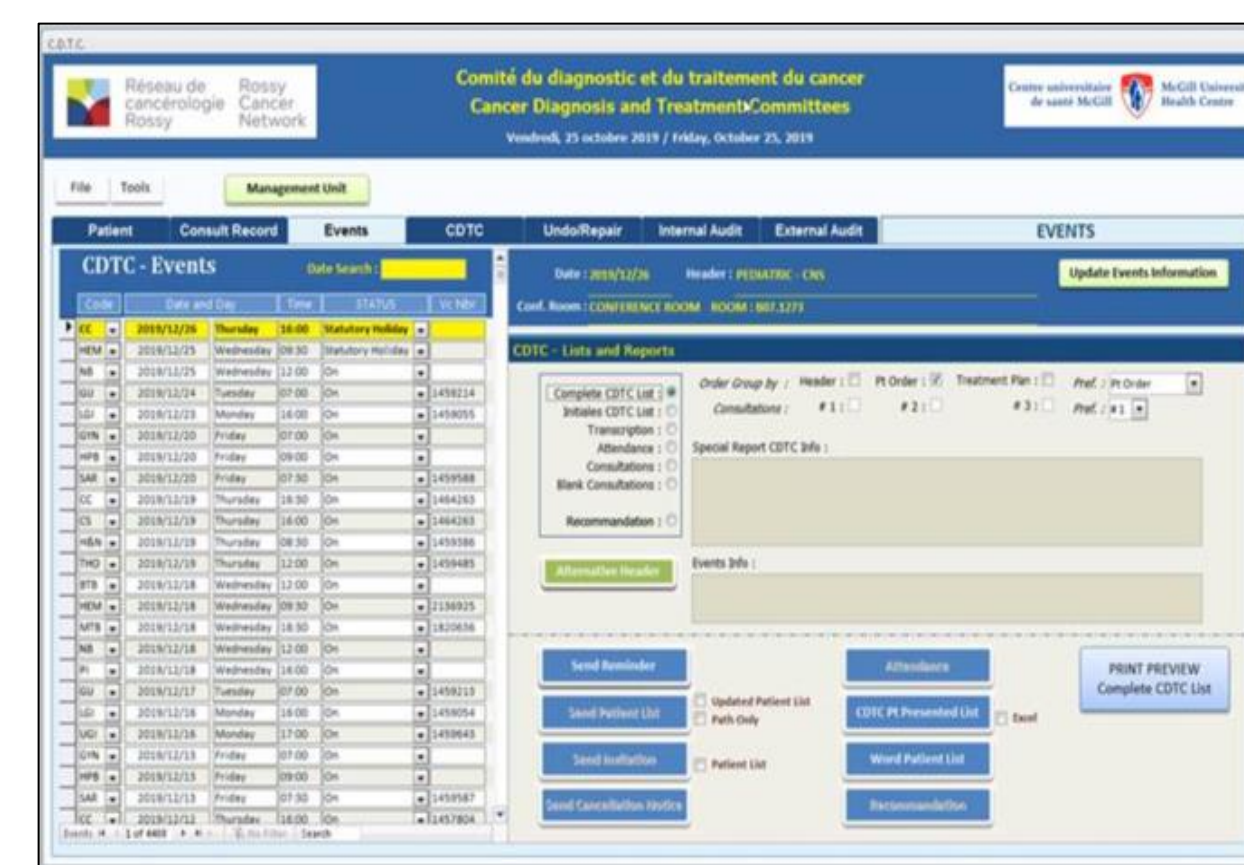 C.D.T.C.
Réseau de cancérologie Rossy
Rossy Cancer Network
Comité du diagnostic et du traitement du cancer
Cancer Diagnosis and Treatment Committees
Vendredi, 25 octobre 2019 / Friday, October 25, 2019
Centre universitaire de santé McGill
McGill Universit
Health Centre
File Tools Management Unit
Patient Consult Record Events CDTC Undo/Repair Internal Audit External Audit EVENTS
CDTC - Events Date Search :
Code Date and Day Time STATUS Vc Nbr
CC 2019/12/26 Thursday 16:00 Statutory Holiday
HEM 2019/12/25 Wednesday 09:30 Statutory Holiday
NB 2019/12/25 Wednesday 12:00 On
GU 2019/12/24 Tuesday 07:00 On 1459214
LGI 2019/12/23 Monday 16:00 On 1459055
GYN 2019/12/20 Friday 07:00 On
HPB 2019/12/20 Friday 09:00 On
SAR 2019/12/20 Friday 07:30 On 1459588
CC 2019/12/19 Thursday On 1464263
CS 2019/12/19 Thursday 16:00 On 1464263
H&N 2019/12/19 Thursday 08:30 On 1459386
THO 2019/12/19 Thursday 12:00 On 1459485
BTB 2019/12/18 Wednesday 12:00 On
HEM 2019/12/18 Wednesday 09:30 On 2136925
MTB 2019/12/18 Wednesday On 1820636
NB 2019/12/18 Wednesday 12:00 On
PI 2019/12/18 Wednesday 16:00 On
GU 2019/12/17 Tuesday 07:00 On 1459213
LGI 2019/12/16 Monday 16:00 On 1459054
UGI 2019/12/16 Monday 17:00 On 1459643
GYN 2019/12/13 Friday 07:00 On
HPB 2019/12/13 Friday 09:00 On
SAR 2019/12/13 Friday 07:30 On 1459587
CC 2019/12/12 Thursday 16:00 On 1457804
Events 1 of 4403 No Filter Search
Date : 2019/12/26 Header : PEDIATRIC - CNS Update Events Information
Conf. Room : CONFERENCE ROOM ROOM : B07.1273
CDTC - Lists and Reports
Complete CDTC List :
Initiales CDTC List :
Transcription :
Attendance :
Consultations :
Blank Consultations :
Recommandation :
Order Group by : Header : Pt Order : Treatment Plan : Pref. : Pt Order
Consultations : # 1 : # 2 : # 3 : Pref. : # 1
Special Report CDTC Info :
Alternative Header
Events Info :
Send Reminder
Attendance
PRINT PREVIEW
Complete CDTC List
Send Patient List
Updated Patient List
Path Only
CDTC Pt Presented List
Excel
Send Invitation
Patient List
Word Patient List
Send Cancellation Notice
Recommandation